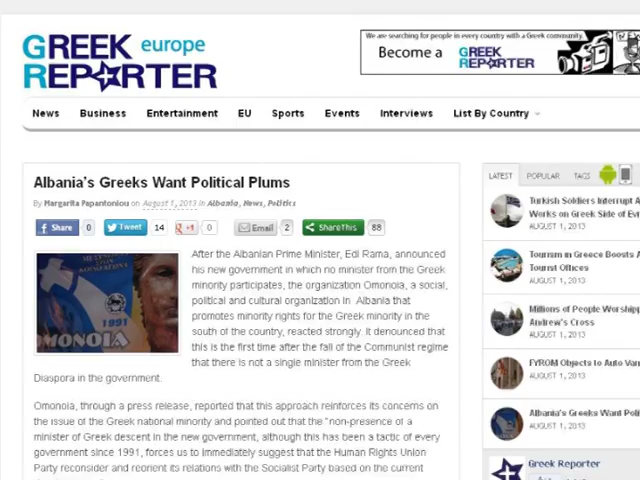 GREEK europe
REPORTER
We are searching for people in every country with a Greek community.
Become a GREEK REPORTER
News Business Entertainment EU Sports Events Interviews List By Country
Albania's Greeks Want Political Plums
By Margarita Papantoniou on August 1, 2013 in Albania, News, Politics
Share 0 Tweet 14 +1 0 Email 2 ShareThis 88
1991
OMONOIA
After the Albanian Prime Minister, Edi Rama, announced
his new government in which no minister from the Greek
minority participates, the organization Omonoia, a social,
political and cultural organization in Albania that
promotes minority rights for the Greek minority in the
south of the country, reacted strongly. It denounced that
this is the first time after the fall of the Communist regime
that there is not a single minister from the Greek
Diaspora in the government.
Omonoia, through a press release, reported that this approach reinforces its concerns on
the issue of the Greek national minority and pointed out that the "non-presence of a
minister of Greek descent in the new government, although this has been a tactic of every
government since 1991, forces us to immediately suggest that the Human Rights Union
Party reconsider and reorient its relations with the Socialist Party based on the current
LATEST POPULAR TAGS
Turkish Soldiers Interrupt A
Works on Greek Side of Ev
AUGUST 1, 2013
Tourism in Greece Boosts A
Tourist Offices
AUGUST 1, 2013
Millions of People Worship
Andrew's Cross
AUGUST 1, 2013
FYROM Objects to Auto Van
AUGUST 1, 2013
Albania's Greeks Want Poli
AUGUST 1, 2013
Greek Reporter